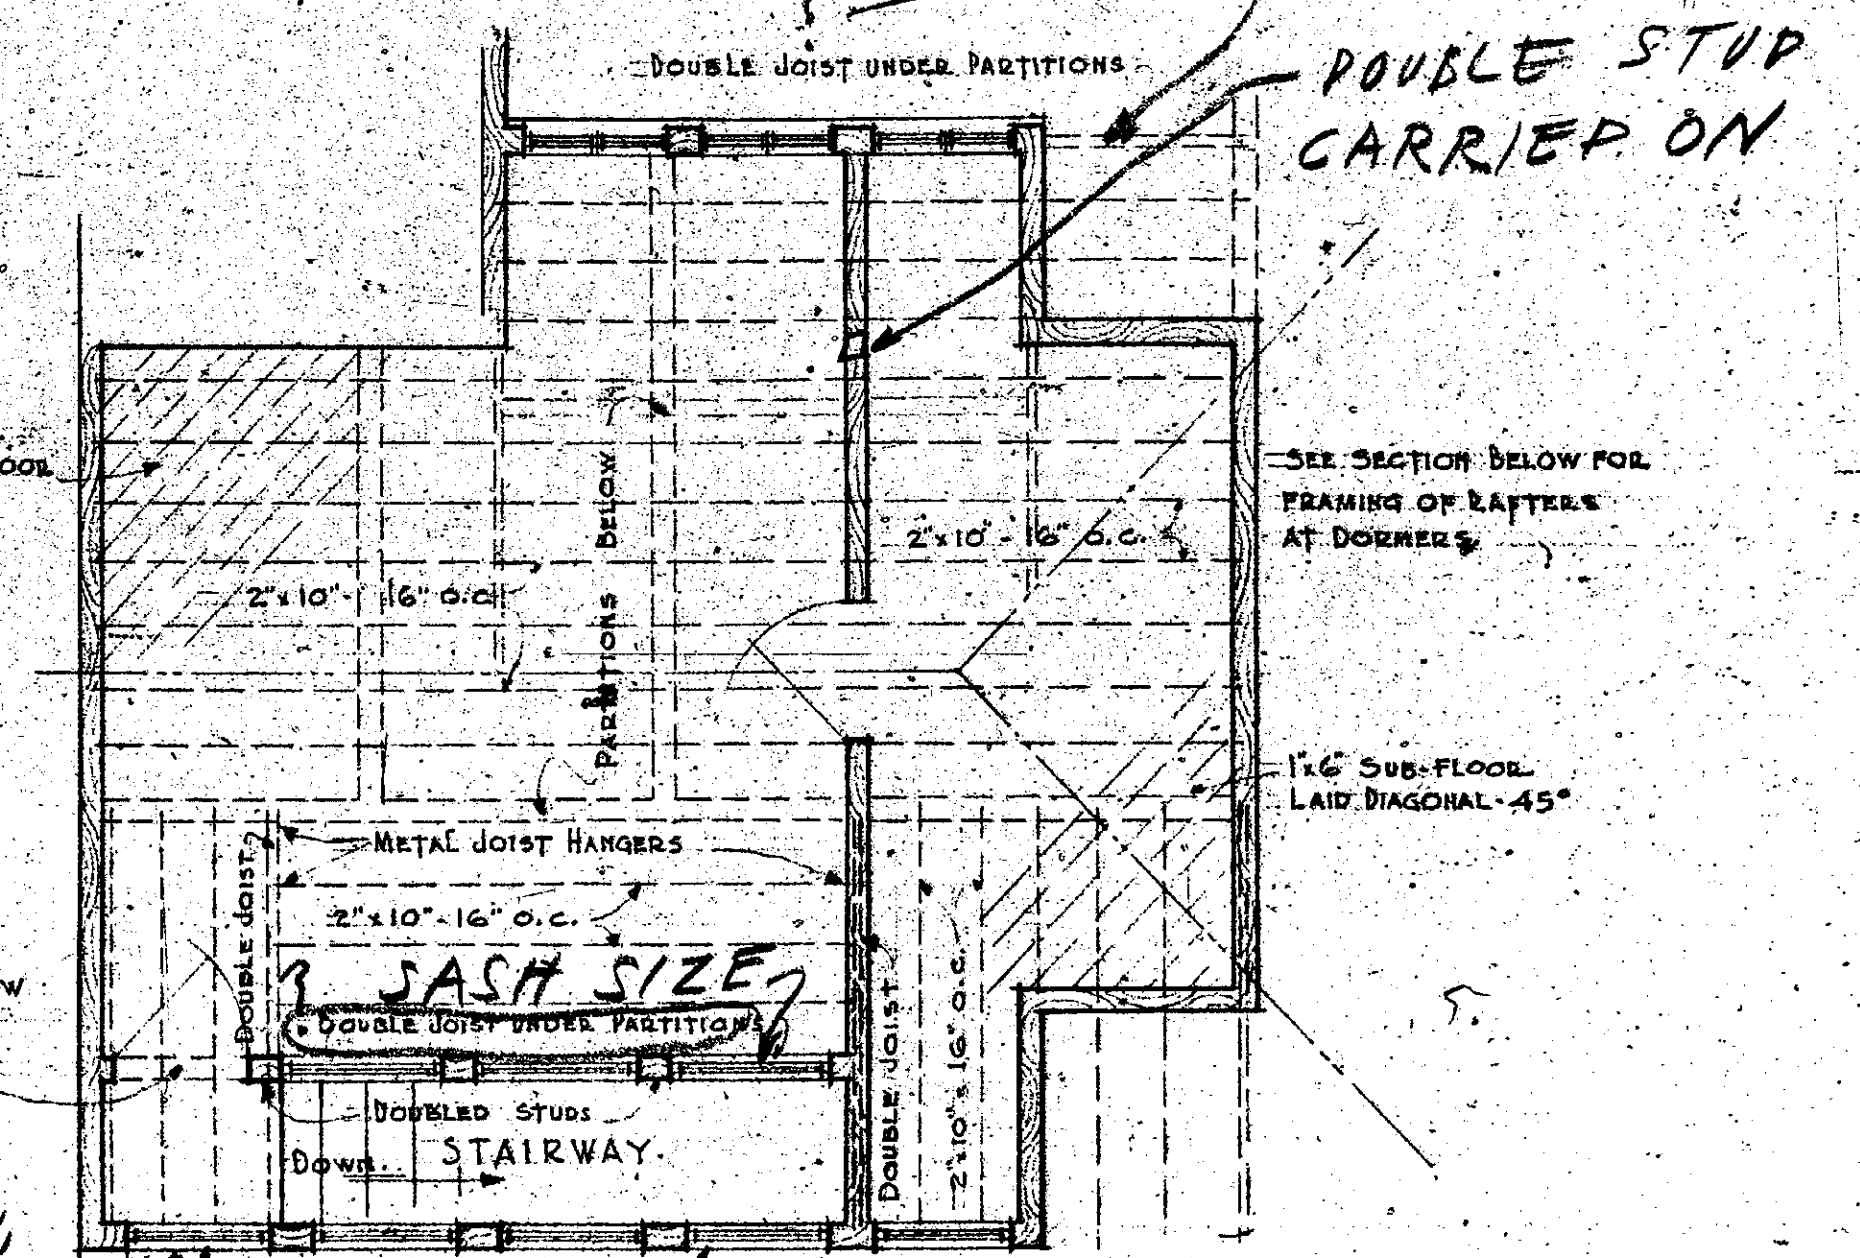 DOUBLE JOIST UNDER PARTITIONS
DOUBLE STUD
CARRIED ON
OOR
SEE SECTION BELOW FOR
FRAMING OF RAFTERS
AT DORMERS
PARTITIONS BELOW
2"x10" - 16" O.C.
2"x10" - 16" O.C.
1"x6" SUB-FLOOR
LAID DIAGONAL-45°
METAL JOIST HANGERS
DOUBLE JOIST
2"x10"-16" O.C.
SASH SIZE
DOUBLE JOIST UNDER PARTITIONS
W
DOUBLE JOIST
2"x10" = 16" O.C.
DOUBLED STUDS
DOWN.
STAIRWAY.